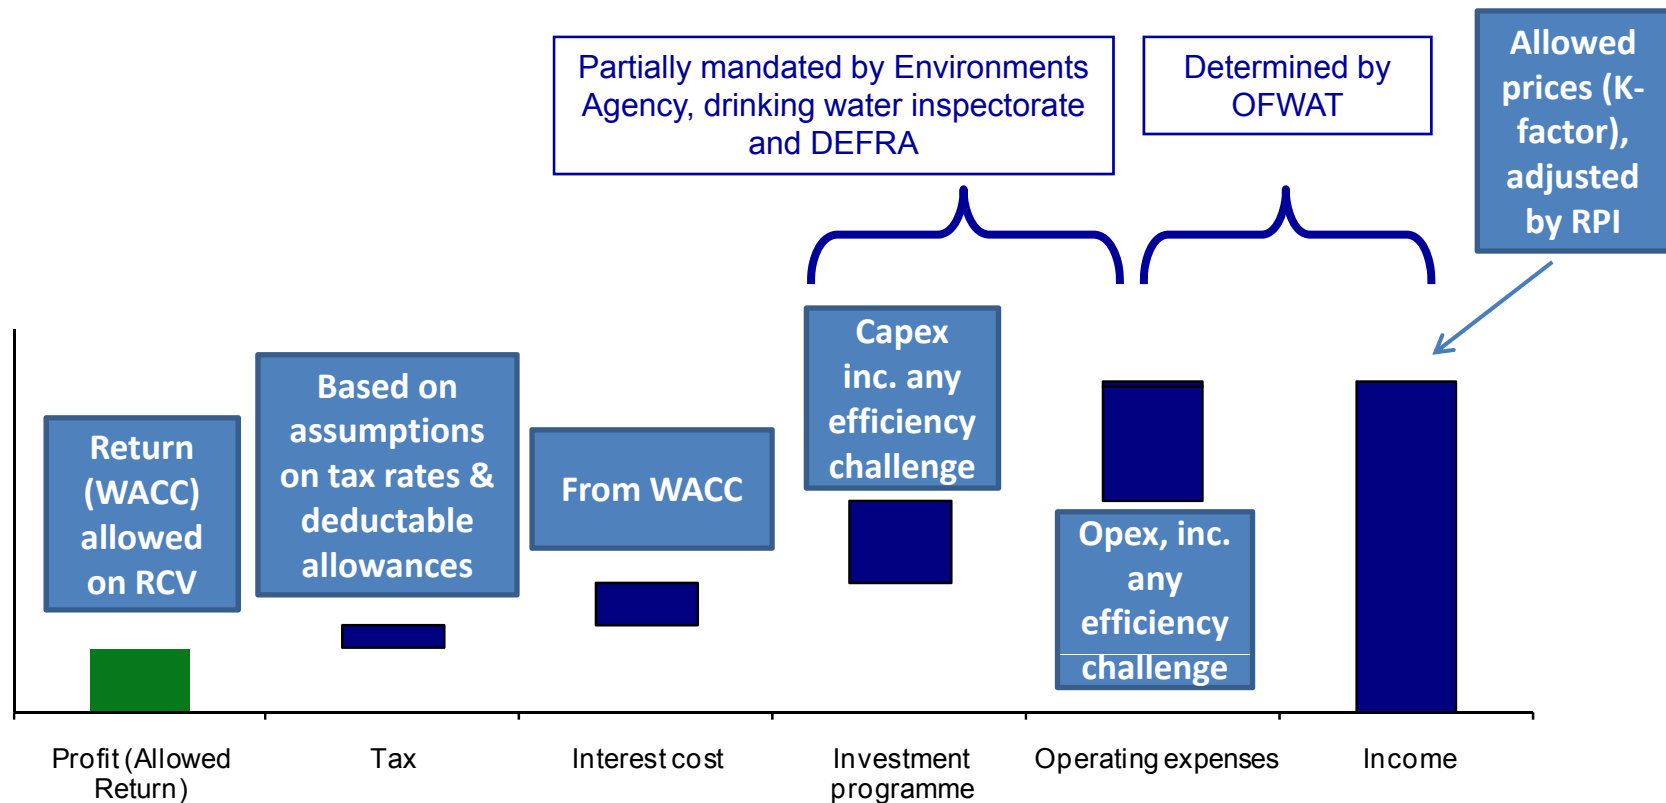 Partially mandated by Environments
Agency, drinking water inspectorate
and DEFRA
Determined by
OFWAT
Allowed
prices (K-
factor),
adjusted
by RPI
Return
(WACC)
allowed
on RCV
Based on
assumptions
on tax rates &
deductable
allowances
From WACC
Capex
inc. any
efficiency
challenge
Opex, inc.
any
efficiency
challenge
Profit (Allowed
Return)
Tax
Interest cost
Investment
programme
Operating expenses
Income